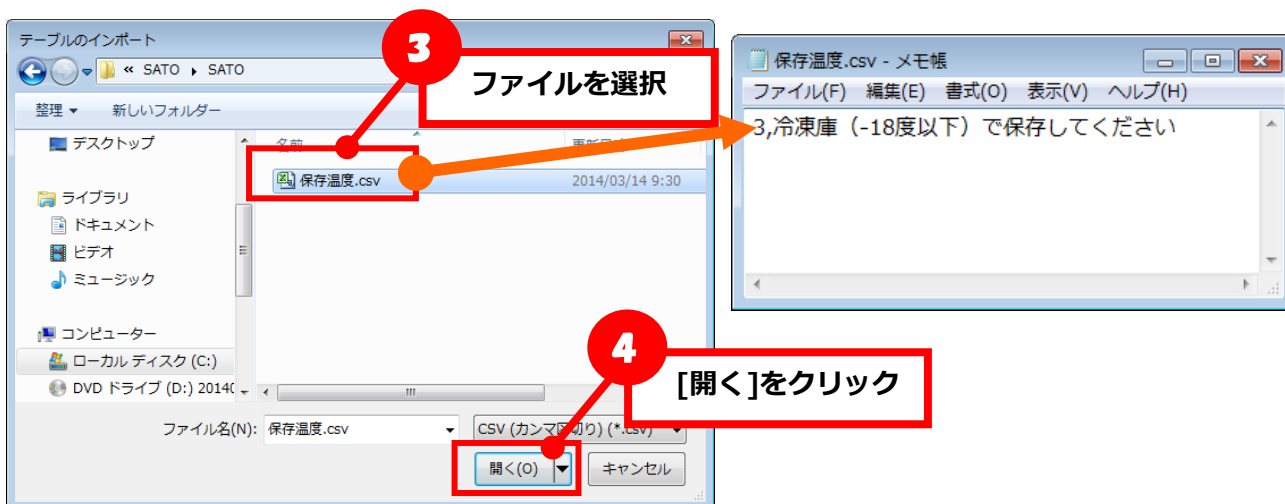 テーブルのインポート
« SATO ▸ SATO
整理 ▼ 新しいフォルダー
デスクトップ
ライブラリ
ドキュメント
ビデオ
ミュージック
コンピューター
ローカル ディスク (C:)
DVD ドライブ (D:) 2014
名前
保存温度.csv
2014/03/14 9:30
ファイル名(N):
保存温度.csv
CSV (カンマ区切り) (*.csv)
開く(O)
キャンセル
3
ファイルを選択
4
[開く]をクリック
保存温度.csv - メモ帳
ファイル(F) 編集(E) 書式(O) 表示(V) ヘルプ(H)
3,冷凍庫（-18度以下）で保存してください